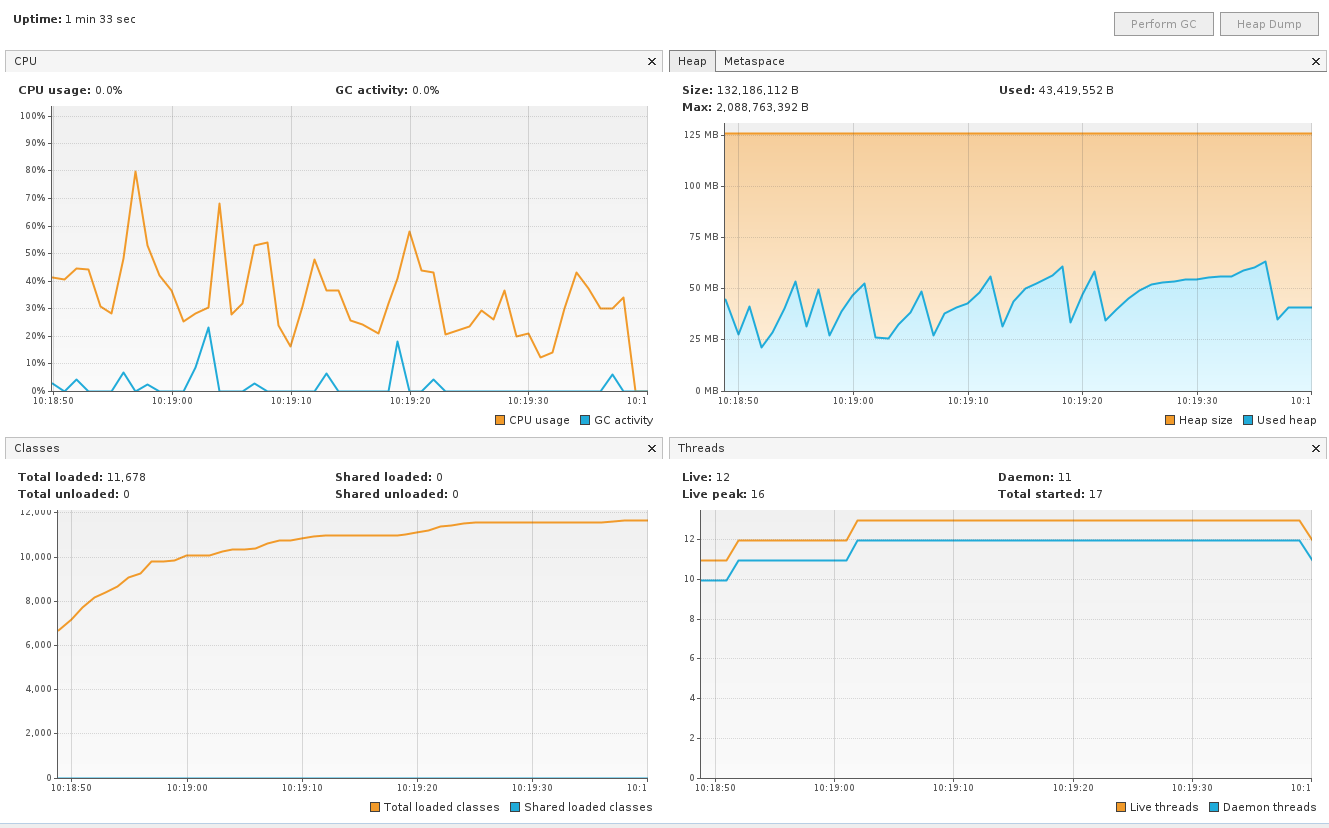 Uptime: 1 min 33 sec
Perform GC
Heap Dump
CPU
CPU usage: 0.0%
GC activity: 0.0%
100%
90%
80%
70%
60%
50%
40%
30%
20%
10%
0%
10:18:50
10:19:00
10:19:10
10:19:20
10:19:30
10:1
CPU usage
GC activity
Heap
Metaspace
Size: 132,186,112 B
Used: 43,419,552 B
Max: 2,088,763,392 B
125 MB
100 MB
75 MB
50 MB
25 MB
0 MB
10:18:50
10:19:00
10:19:10
10:19:20
10:19:30
10:1
Heap size
Used heap
Classes
Total loaded: 11,678
Shared loaded: 0
Total unloaded: 0
Shared unloaded: 0
12,000
10,000
8,000
6,000
4,000
2,000
0
10:18:50
10:19:00
10:19:10
10:19:20
10:19:30
10:1
Total loaded classes
Shared loaded classes
Threads
Live: 12
Daemon: 11
Live peak: 16
Total started: 17
12
10
8
6
4
2
0
10:18:50
10:19:00
10:19:10
10:19:20
10:19:30
10:1
Live threads
Daemon threads